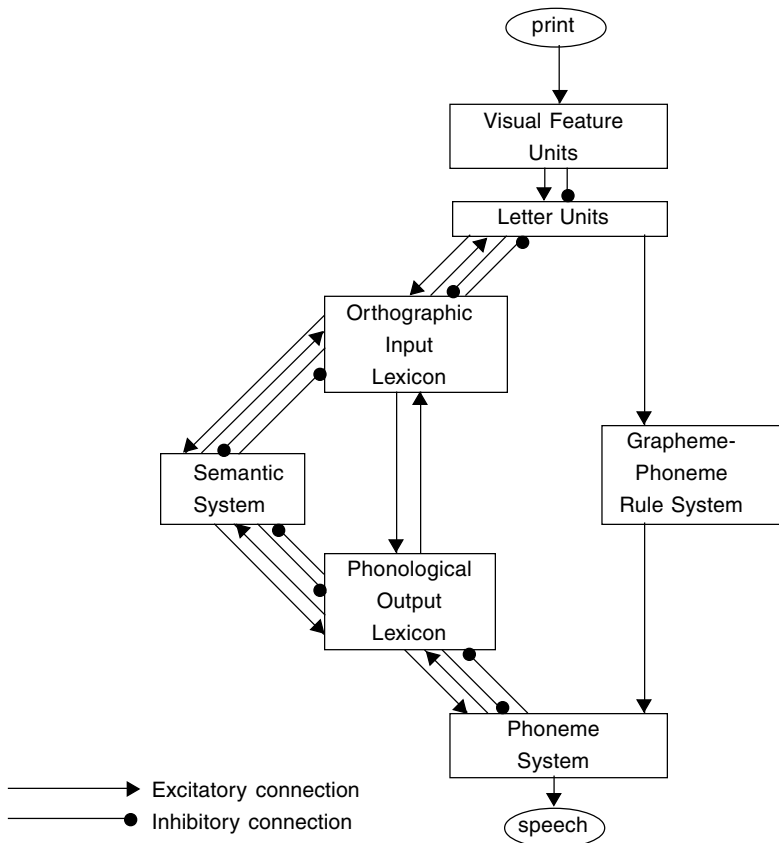 print
Visual Feature
Units
Letter Units
Orthographic
Input
Lexicon
Semantic
System
Grapheme-
Phoneme
Rule System
Phonological
Output
Lexicon
Phoneme
System
Excitatory connection
Inhibitory connection
speech